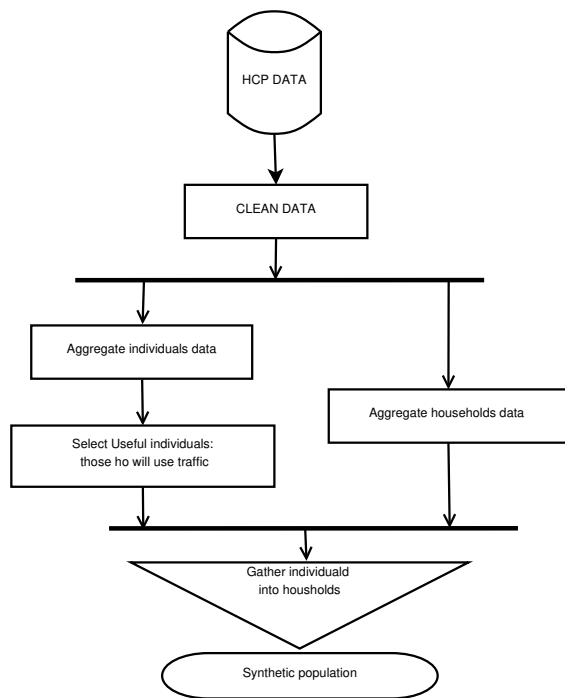 HCP DATA
CLEAN DATA
Aggregate individuals data
Aggregate households data
Select Useful individuals:
those ho will use traffic
Gather individuald
into housholds
Synthetic population